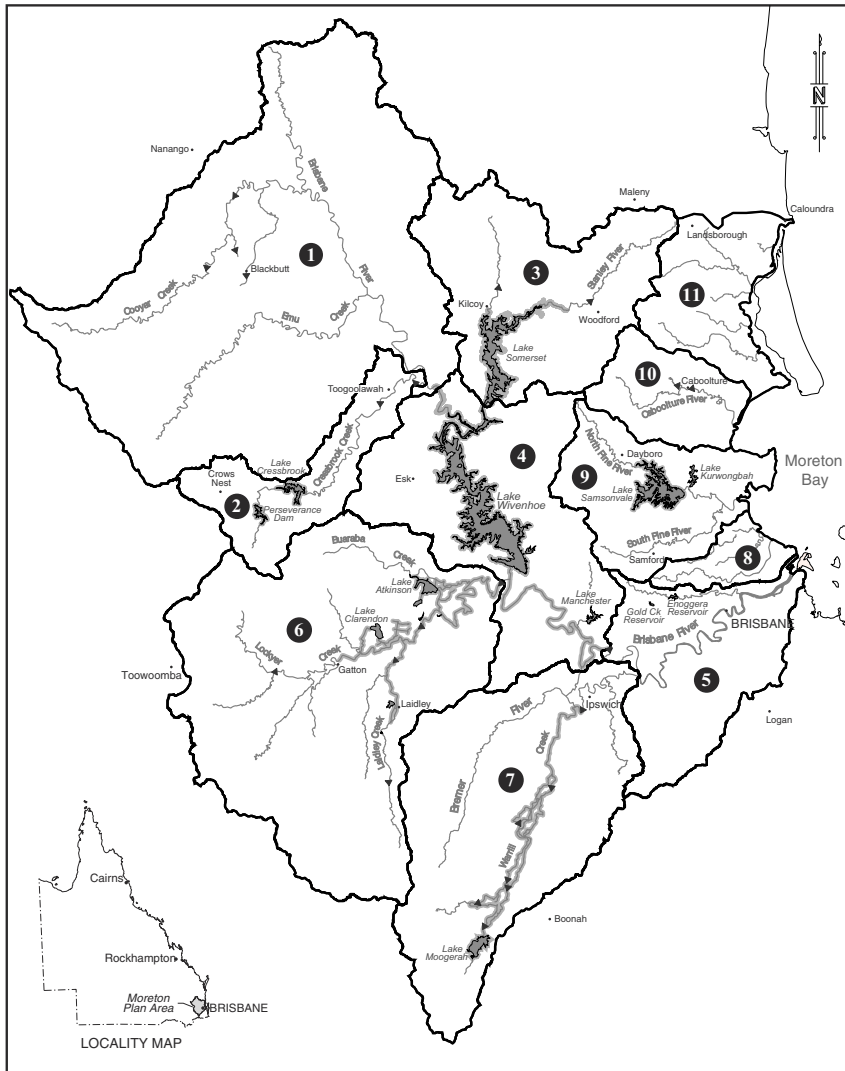 N
Nanango
Maleny
Caloundra
Landsborough
Brisbane
River
1
Blackbutt
Cooyar Creek
Emu
Creek
3
Stanley River
Kilcoy
Woodford
Lake
Somerset
11
10
Caboolture
Caboolture River
Toogoolawah
Cressbrook Creek
Lake
Cressbrook
Crows
Nest
2
Perseverance
Dam
Esk
4
Lake
Wivenhoe
North Pine River
Dayboro
9
Lake
Samsonvale
Lake
Kurwongbah
Moreton
Bay
South Pine River
Samford
8
Buaraba
Creek
Lake
Atkinson
Lake
Clarendon
6
Lockyer
Creek
Gatton
Toowoomba
Laidley
Laidley Creek
Lake
Manchester
Gold Ck
Reservoir
Enoggera
Reservoir
BRISBANE
Brisbane River
5
Logan
Ipswich
Bremer
River
7
Warrill
Creek
Boonah
Lake
Moogerah
Cairns
Rockhampton
Moreton
Plan Area
BRISBANE
LOCALITY MAP